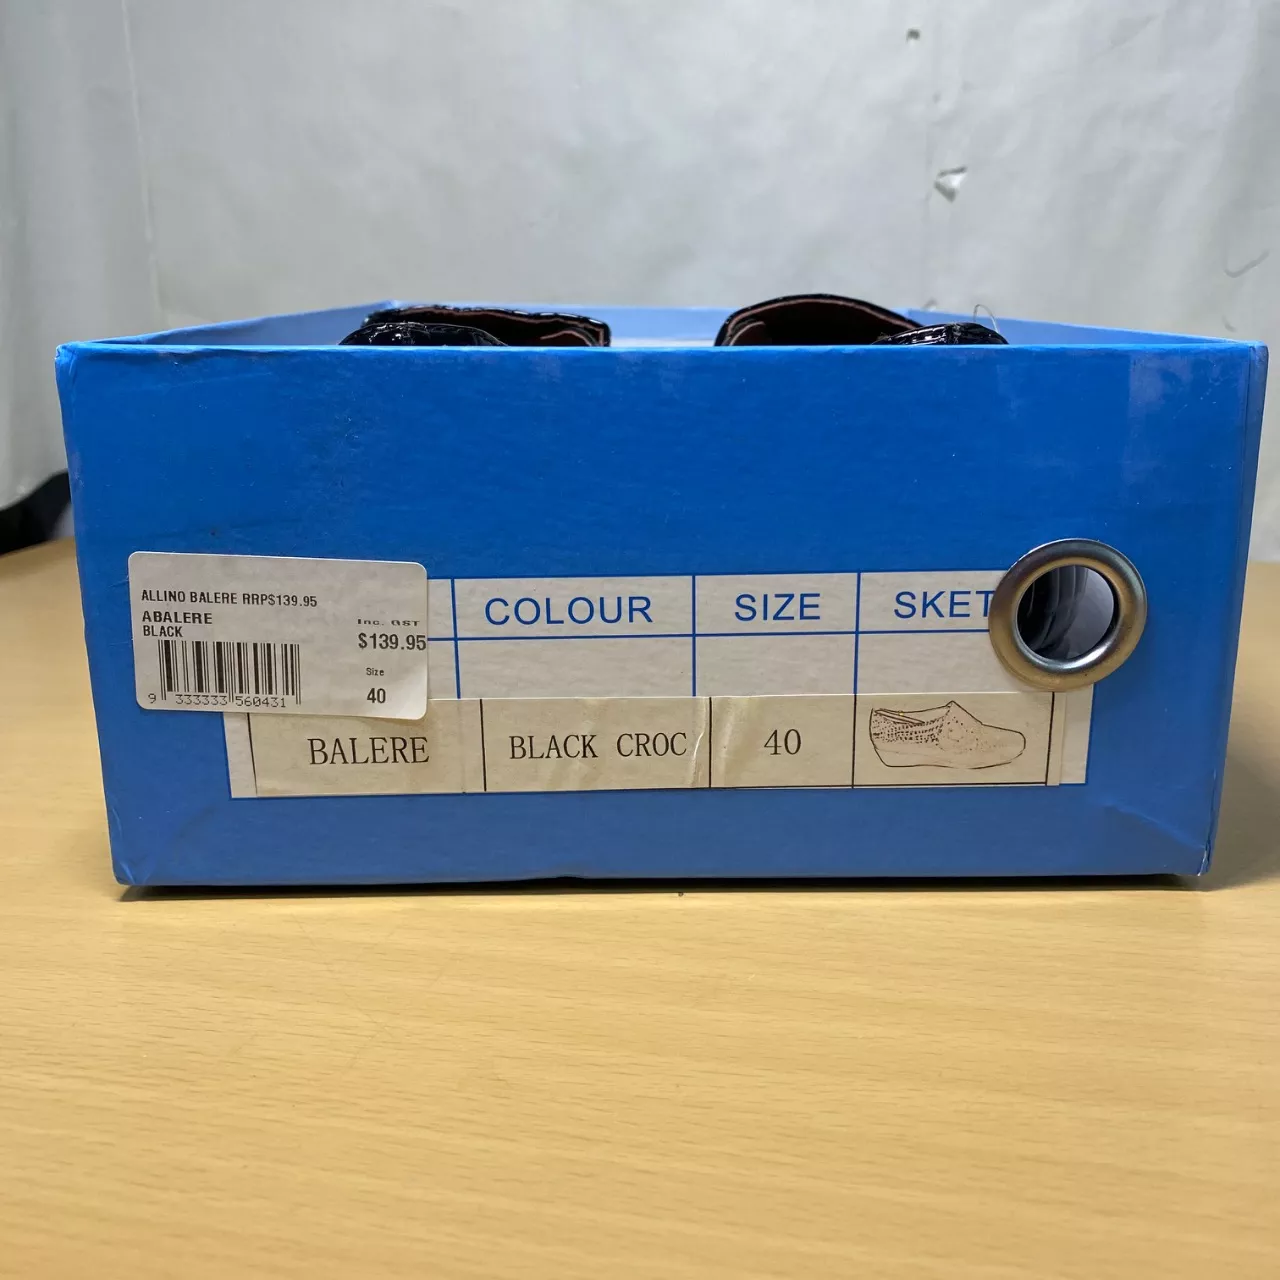 ALLINO BALERE RRP$139.95
ABALERE
BLACK
Inc. GST
$139.95
Size
40
9 333333 560431
COLOUR SIZE SKET
BALERE BLACK CROC 40